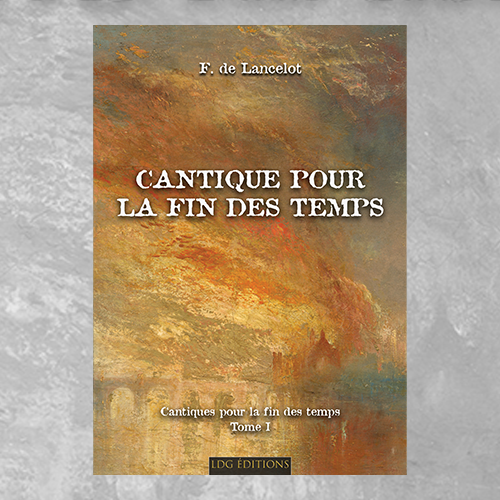 F. de Lancelot
CANTIQUE POUR
LA FIN DES TEMPS
Cantiques pour la fin des temps
Tome I
LDG ÉDITIONS